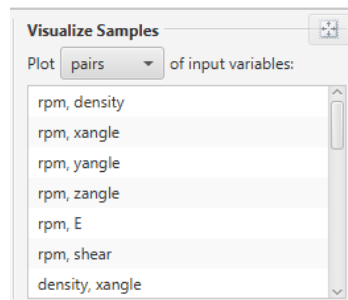 Visualize Samples
Plot pairs of input variables:
rpm, density
rpm, xangle
rpm, yangle
rpm, zangle
rpm, E
rpm, shear
density, xangle